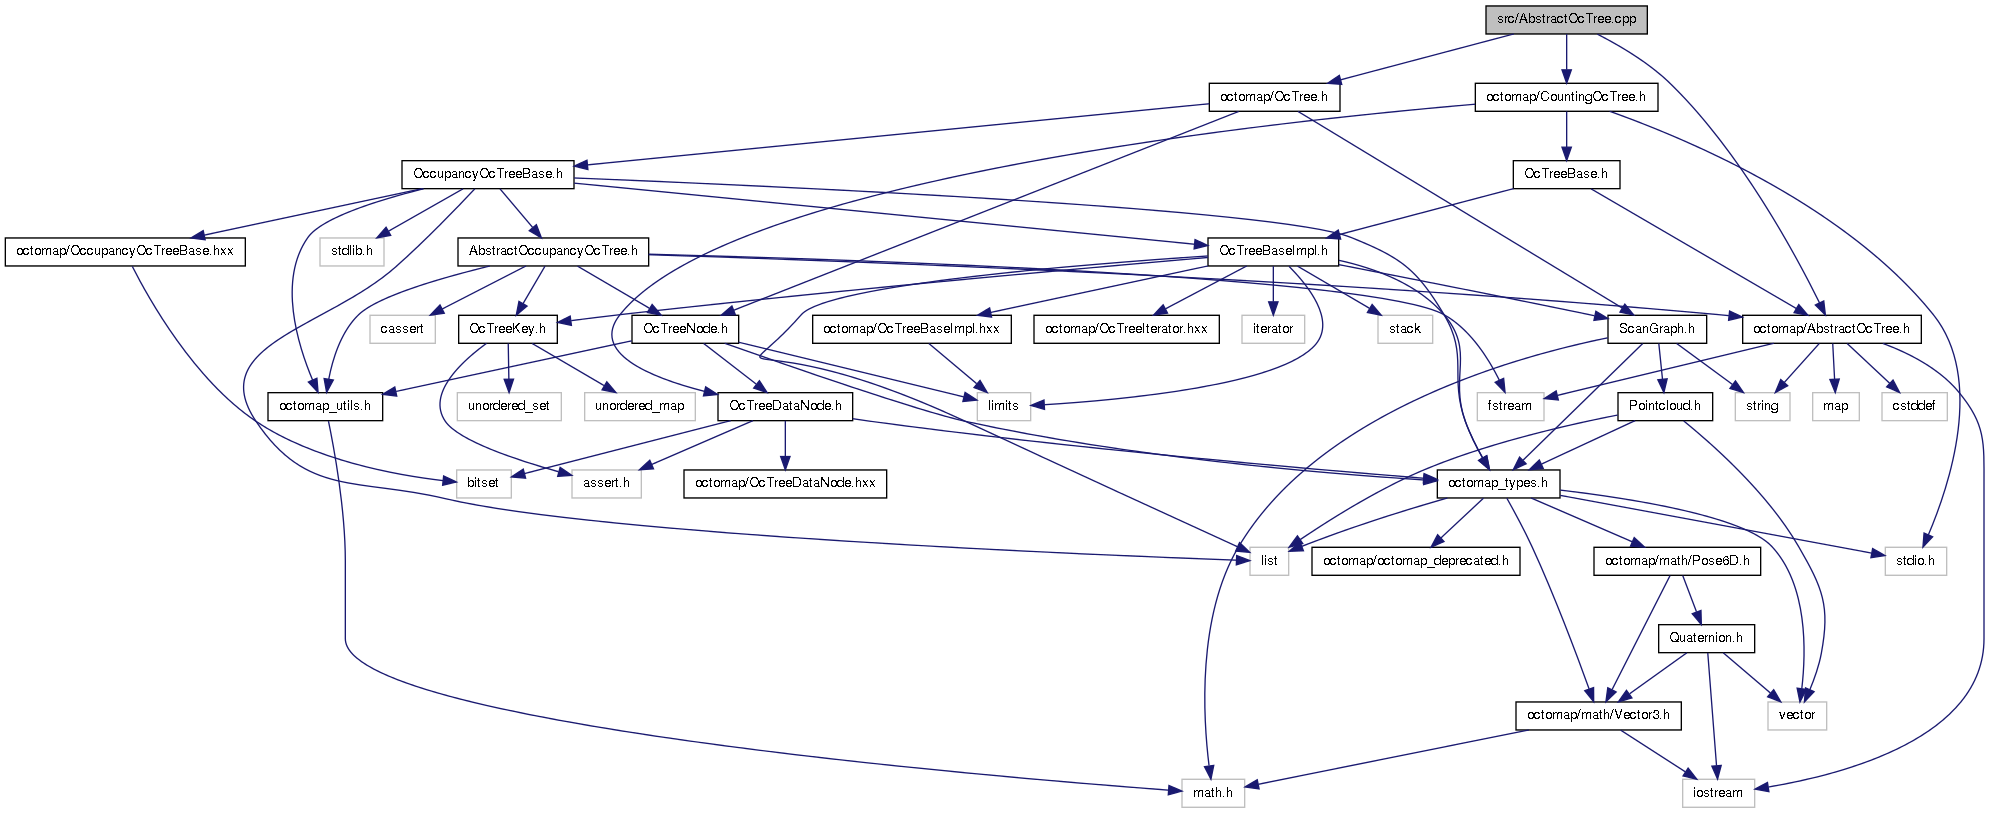 src/AbstractOcTree.cpp
octomap/OcTree.h
octomap/CountingOcTree.h
OccupancyOcTreeBase.h
OcTreeBase.h
octomap/OccupancyOcTreeBase.hxx
stdlib.h
AbstractOccupancyOcTree.h
OcTreeBaseImpl.h
cassert
OcTreeKey.h
OcTreeNode.h
octomap/OcTreeBaseImpl.hxx
octomap/OcTreeIterator.hxx
iterator
stack
ScanGraph.h
octomap/AbstractOcTree.h
octomap_utils.h
unordered_set
unordered_map
OcTreeDataNode.h
limits
fstream
Pointcloud.h
string
map
cstddef
bitset
assert.h
octomap/OcTreeDataNode.hxx
octomap_types.h
list
octomap/octomap_deprecated.h
octomap/math/Pose6D.h
stdio.h
Quaternion.h
octomap/math/Vector3.h
vector
math.h
iostream